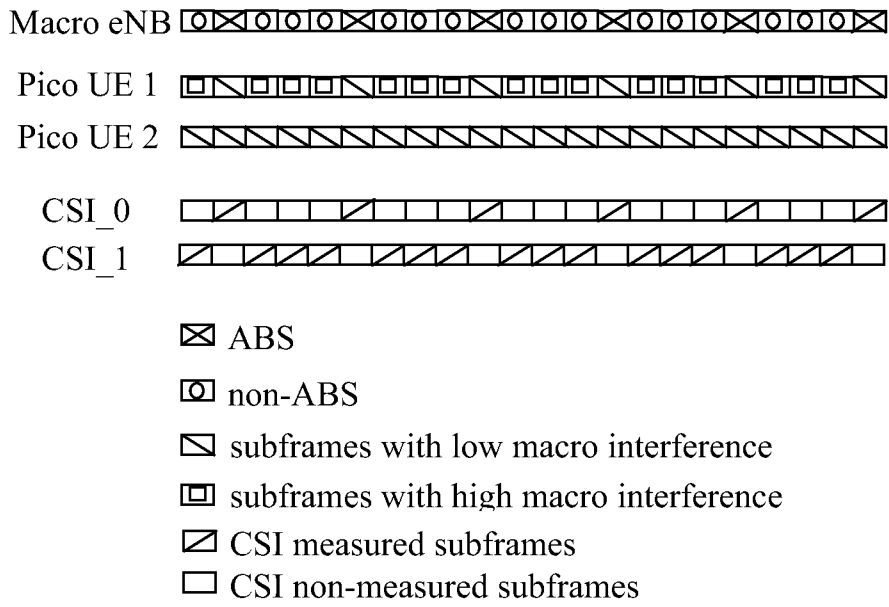 Macro eNB
Pico UE 1
Pico UE 2
CSI_0
CSI_1
ABS
non-ABS
subframes with low macro interference
subframes with high macro interference
CSI measured subframes
CSI non-measured subframes